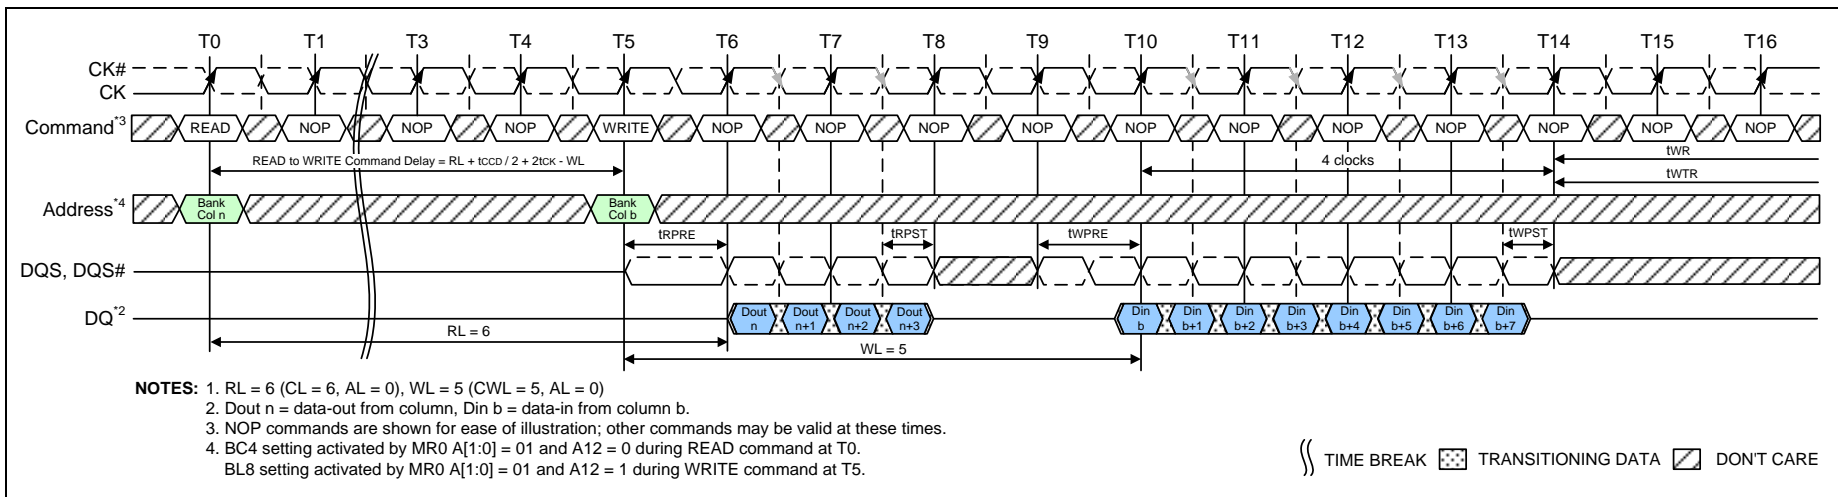 T0 T1 T3 T4 T5 T6 T7 T8 T9 T10 T11 T12 T13 T14 T15 T16
CK#
CK
Command*3 READ NOP NOP NOP WRITE NOP NOP NOP NOP NOP NOP NOP NOP NOP NOP NOP
READ to WRITE Command Delay = RL + tCCD / 2 + 2tCK - WL
4 clocks
tWR
tWTR
Address*4 Bank Col n Bank Col b
tRPRE tRPST tWPRE tWPST
DQS, DQS#
DQ*2 Dout n Dout n+1 Dout n+2 Dout n+3 Din b Din b+1 Din b+2 Din b+3 Din b+4 Din b+5 Din b+6 Din b+7
RL = 6
WL = 5
NOTES: 1. RL = 6 (CL = 6, AL = 0), WL = 5 (CWL = 5, AL = 0)
2. Dout n = data-out from column, Din b = data-in from column b.
3. NOP commands are shown for ease of illustration; other commands may be valid at these times.
4. BC4 setting activated by MR0 A[1:0] = 01 and A12 = 0 during READ command at T0.
BL8 setting activated by MR0 A[1:0] = 01 and A12 = 1 during WRITE command at T5.
TIME BREAK TRANSITIONING DATA DON'T CARE